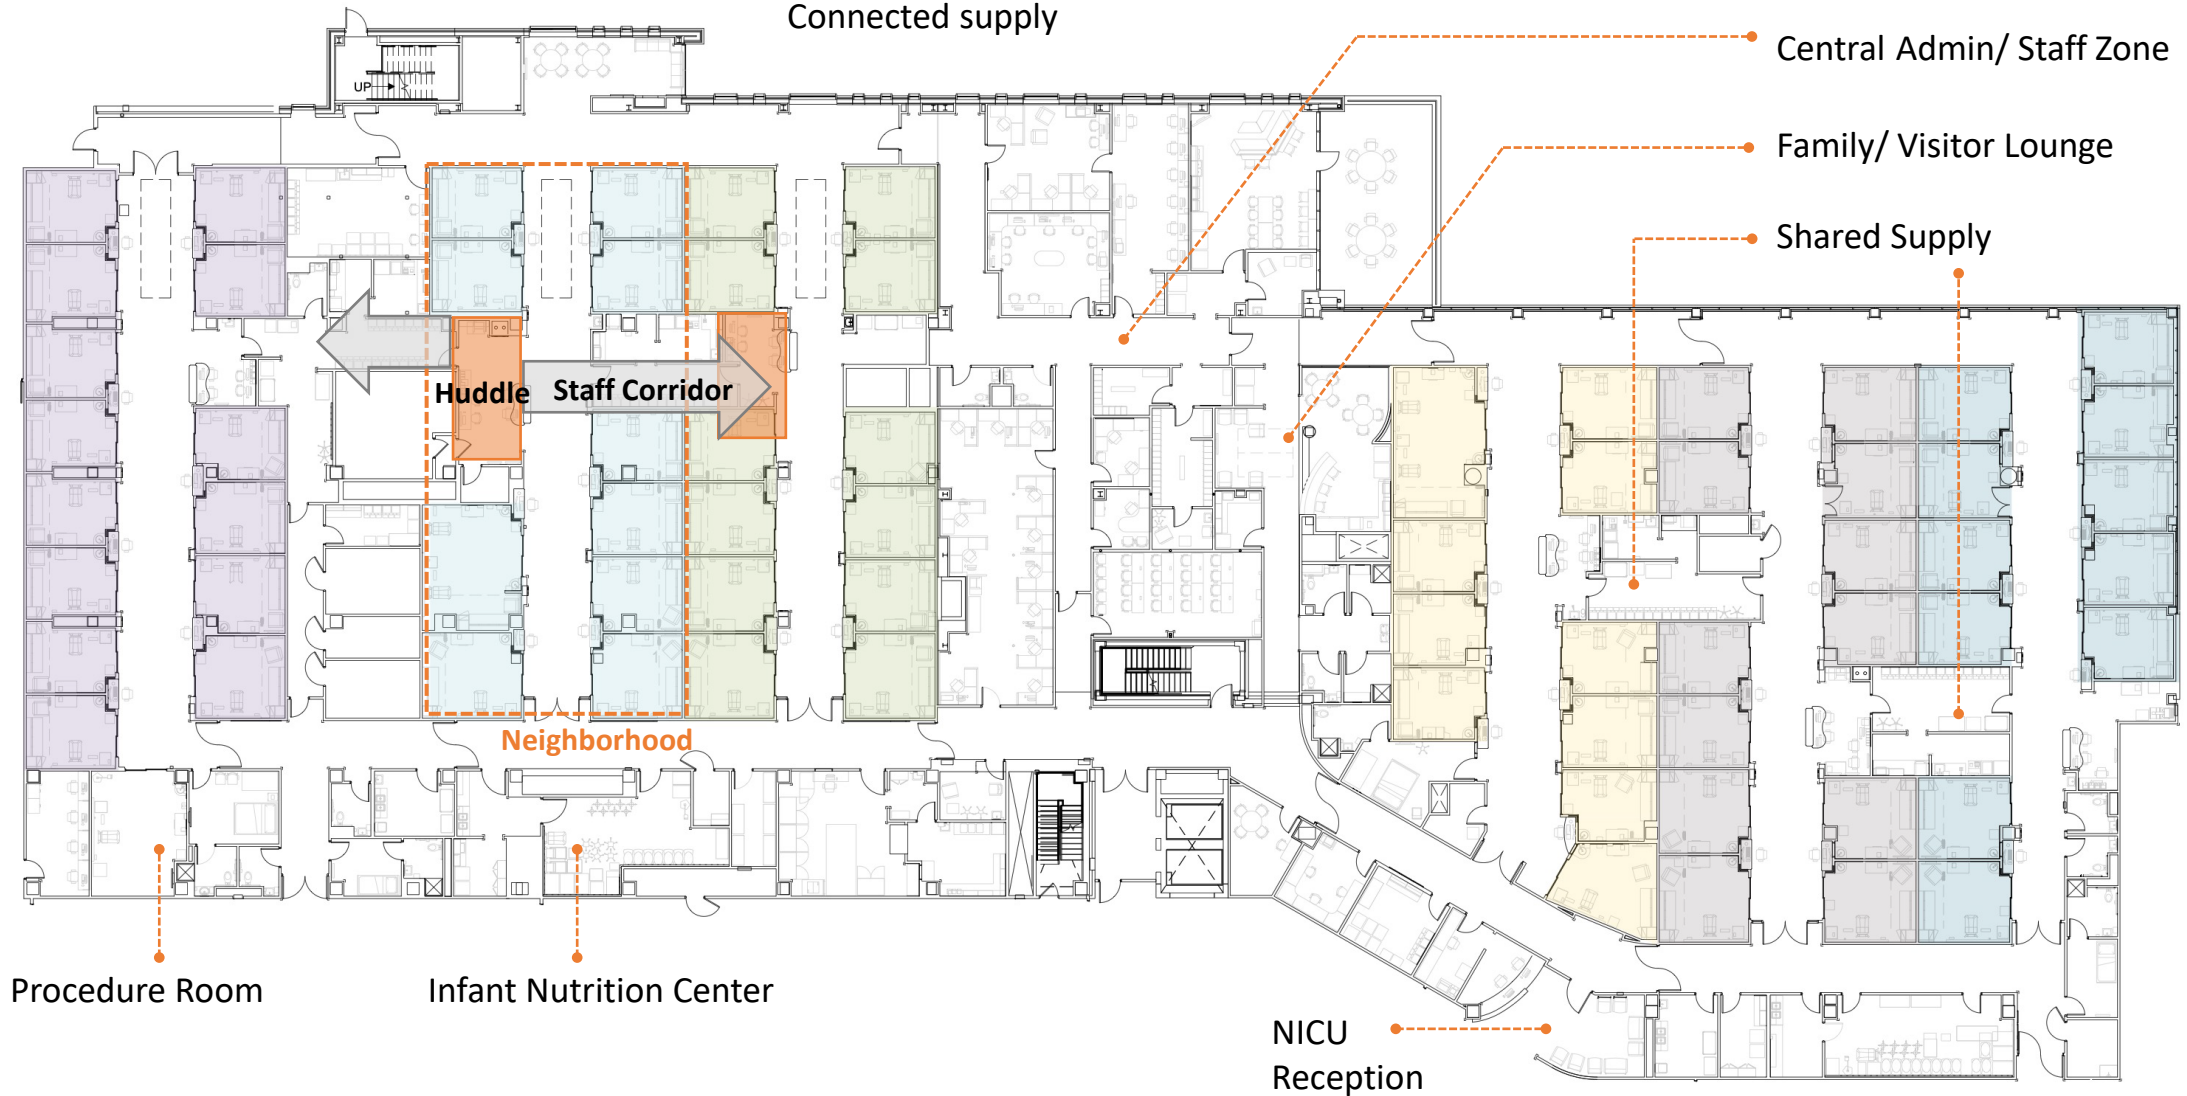 Connected supply
Central Admin/ Staff Zone
UP
Family/ Visitor Lounge
Shared Supply
Huddle
Staff Corridor
Neighborhood
Procedure Room
Infant Nutrition Center
NICU
Reception